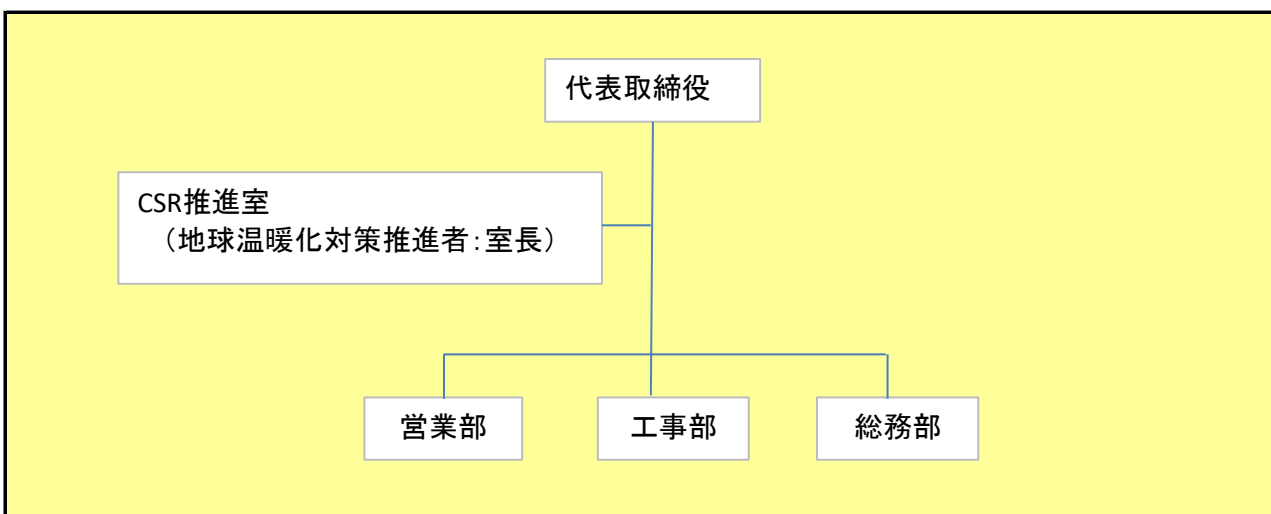 代表取締役
CSR推進室
（地球温暖化対策推進者：室長）
営業部
工事部
総務部